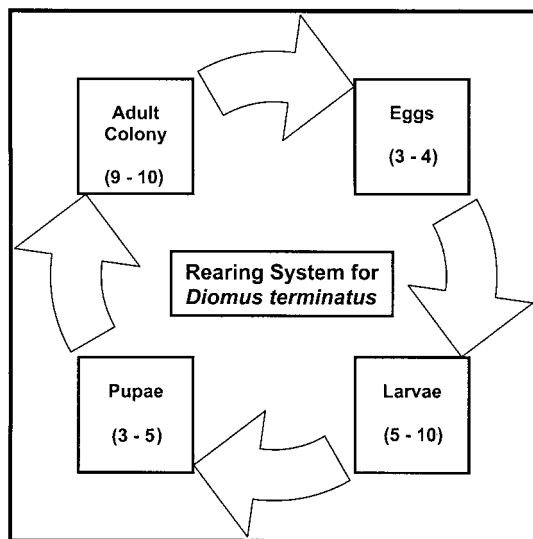 Adult
Colony
(9 - 10)
Eggs
(3 - 4)
Rearing System for
Diomus terminatus
Pupae
(3 - 5)
Larvae
(5 - 10)